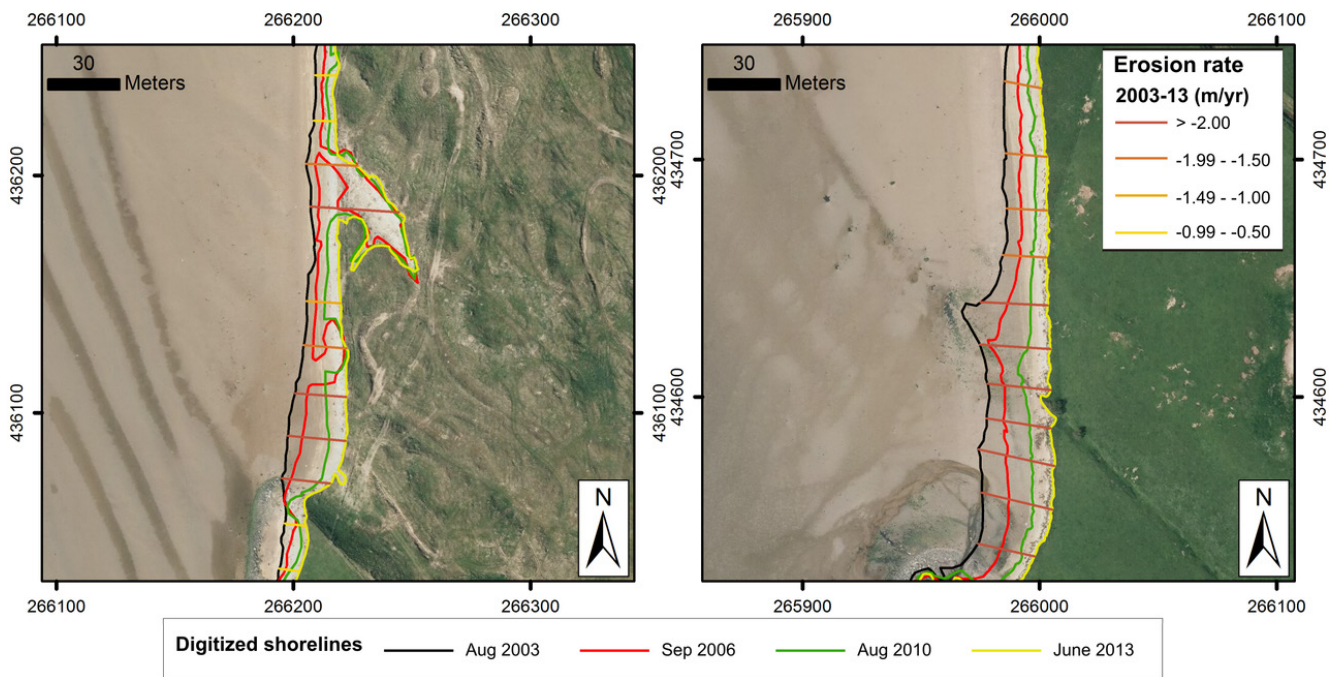 266100 266200 266300
265900 266000 266100
30
Meters
436200
436100
N
30
Meters
Erosion rate
2003-13 (m/yr)
> -2.00
-1.99 - -1.50
-1.49 - -1.00
-0.99 - -0.50
434700
434600
N
436200
436100
434700
434600
266100 266200 266300
265900 266000 266100
Digitized shorelines Aug 2003 Sep 2006 Aug 2010 June 2013